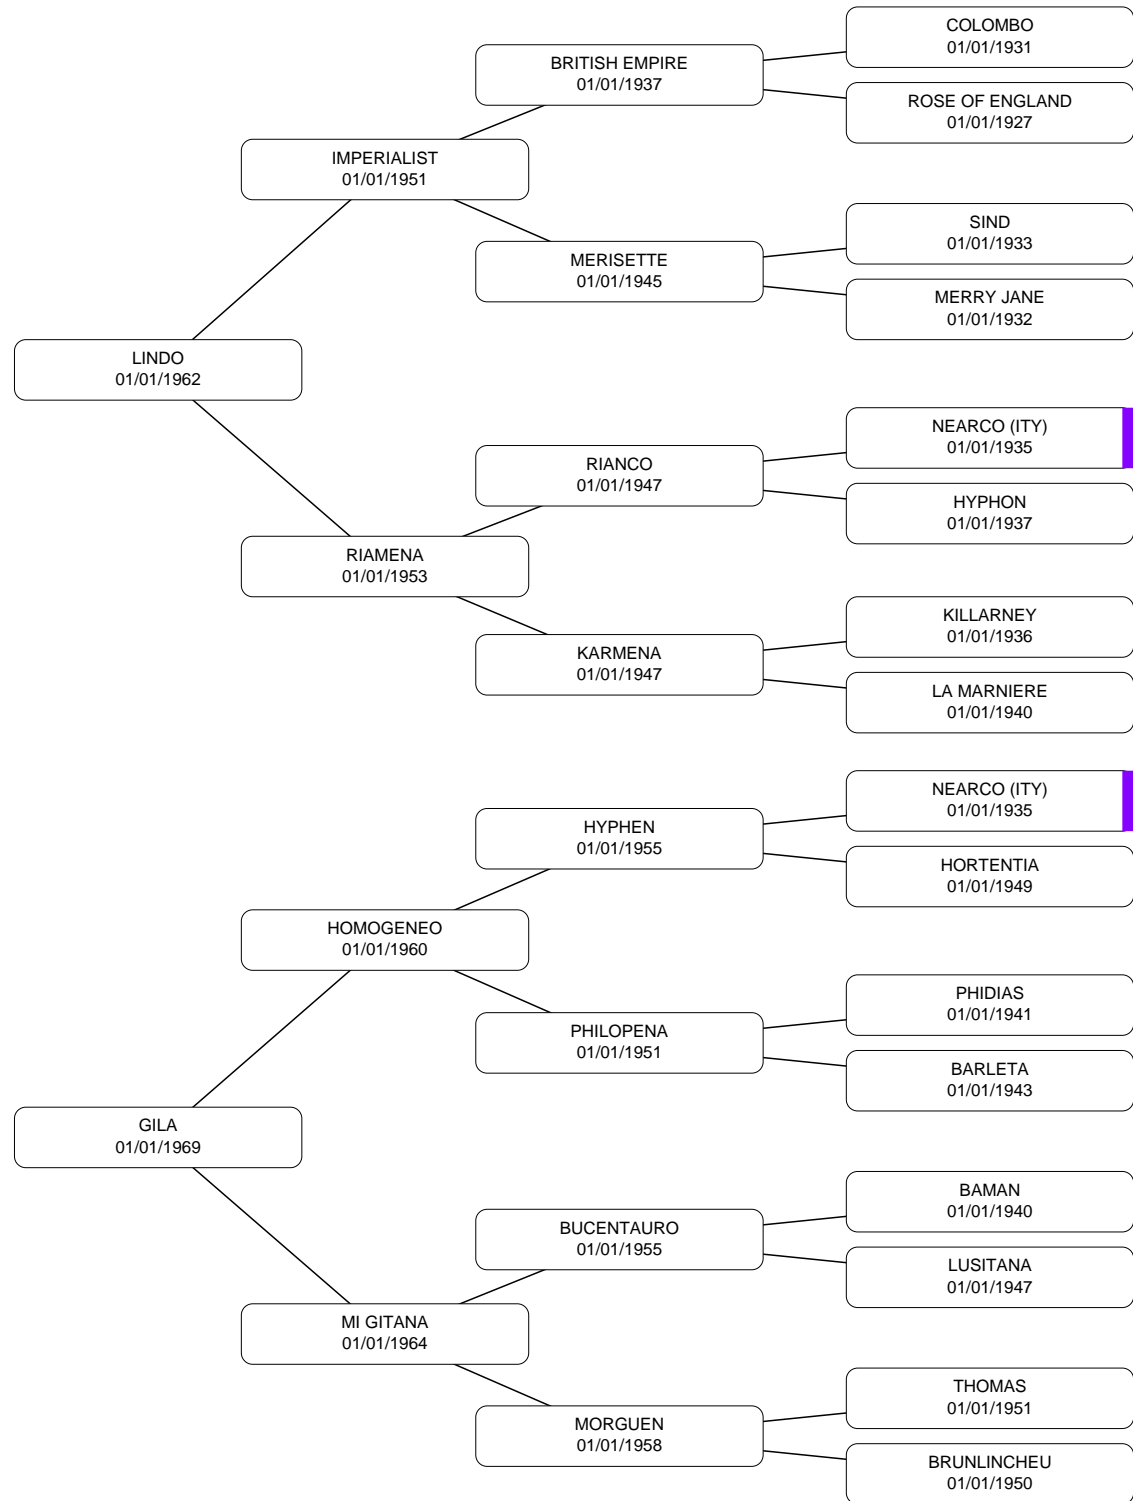 COLOMBO
01/01/1931
BRITISH EMPIRE
01/01/1937
ROSE OF ENGLAND
01/01/1927
IMPERIALIST
01/01/1951
SIND
01/01/1933
MERISETTE
01/01/1945
MERRY JANE
01/01/1932
LINDO
01/01/1962
NEARCO (ITY)
01/01/1935
RIANCO
01/01/1947
HYPHON
01/01/1937
RIAMENA
01/01/1953
KILLARNEY
01/01/1936
KARMENA
01/01/1947
LA MARNIERE
01/01/1940
NEARCO (ITY)
01/01/1935
HYPHEN
01/01/1955
HORTENTIA
01/01/1949
HOMOGENEO
01/01/1960
PHIDIAS
01/01/1941
PHILOPENA
01/01/1951
BARLETA
01/01/1943
GILA
01/01/1969
BAMAN
01/01/1940
BUCENTAURO
01/01/1955
LUSITANA
01/01/1947
MI GITANA
01/01/1964
THOMAS
01/01/1951
MORGUEN
01/01/1958
BRUNLINCHEU
01/01/1950